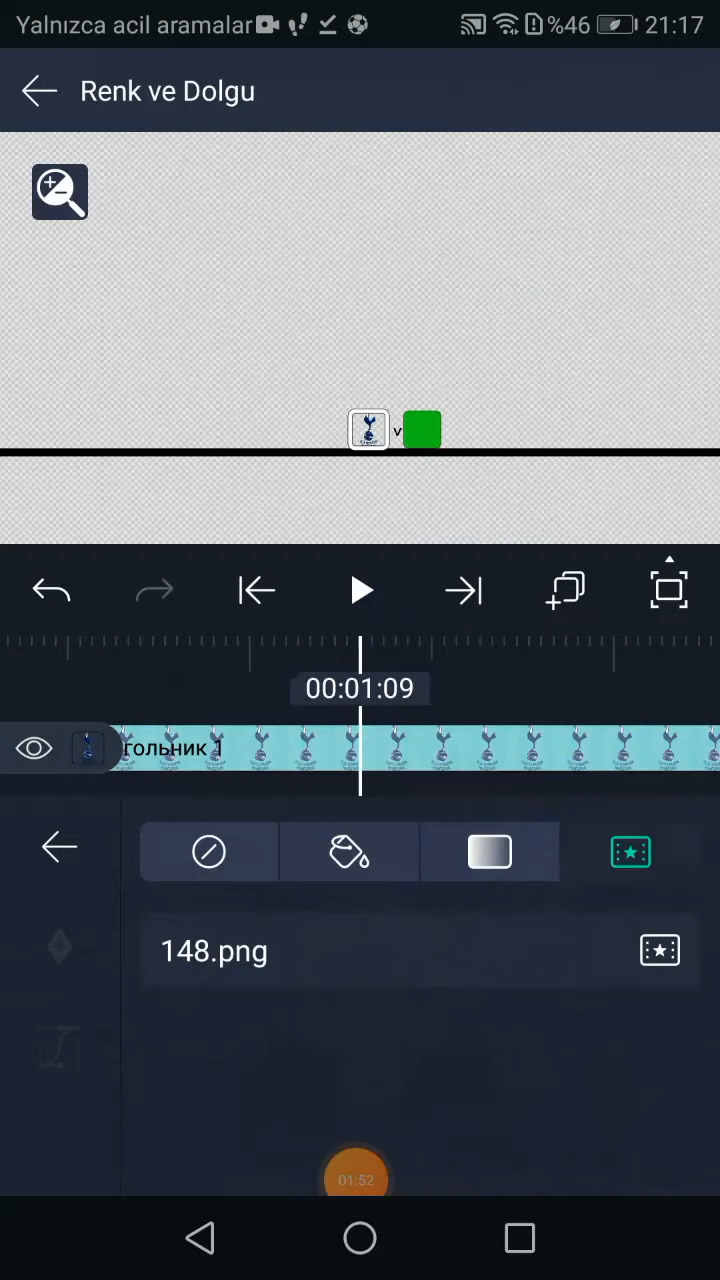 Yalnızca acil aramalar %46 21:17
Renk ve Dolgu
v
00:01:09
гольник 1
148.png
01:52